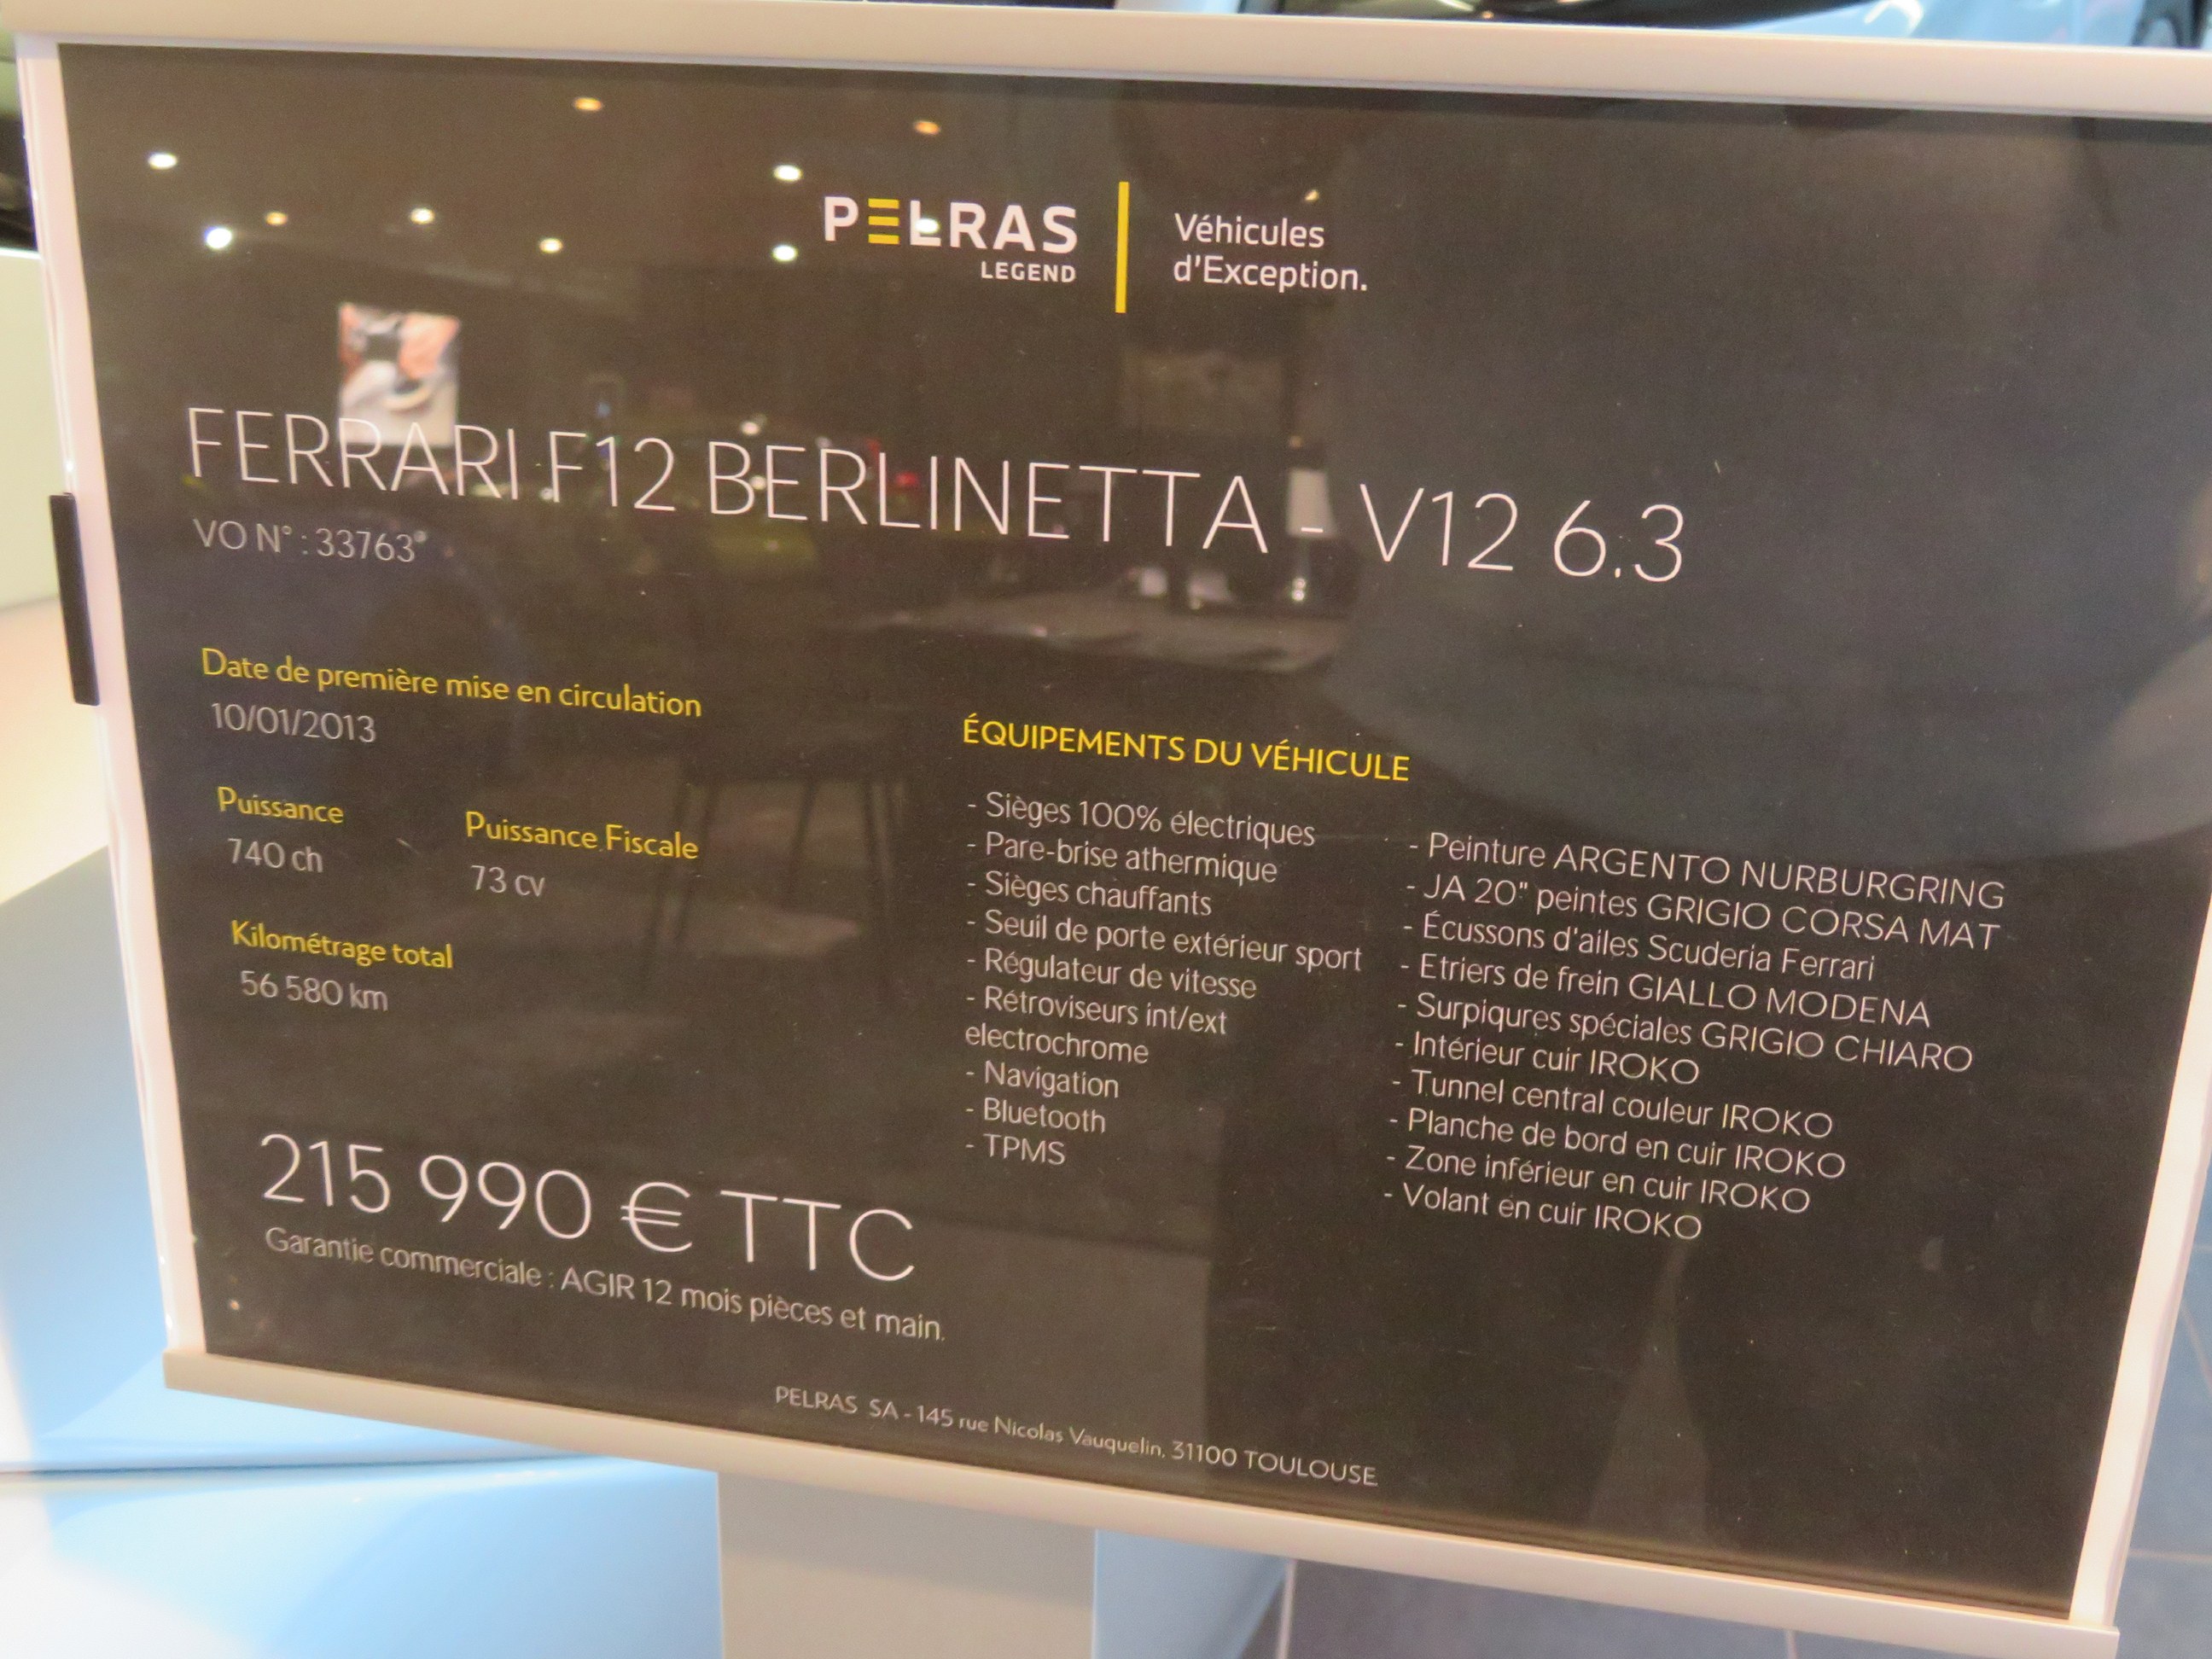 PELRAS
LEGEND
Véhicules
d'Exception.
FERRARI F12 BERLINETTA - V12 6.3
VO N° : 33763
Date de première mise en circulation
10/01/2013
Puissance
740 ch
Puissance Fiscale
73 cv
Kilométrage total
56 580 km
215 990 € TTC
Garantie commerciale : AGIR 12 mois pièces et main.
ÉQUIPEMENTS DU VÉHICULE
- Sièges 100% électriques
- Pare-brise athermique
- Sièges chauffants
- Seuil de porte extérieur sport
- Régulateur de vitesse
- Rétroviseurs int/ext
electrochrome
- Navigation
- Bluetooth
- TPMS
- Peinture ARGENTO NURBURGRING
- JA 20" peintes GRIGIO CORSA MAT
- Écussons d'ailes Scuderia Ferrari
- Etriers de frein GIALLO MODENA
- Surpiqures spéciales GRIGIO CHIARO
- Intérieur cuir IROKO
- Tunnel central couleur IROKO
- Planche de bord en cuir IROKO
- Zone inférieur en cuir IROKO
- Volant en cuir IROKO
PELRAS SA - 145 rue Nicolas Vauquelin, 31100 TOULOUSE